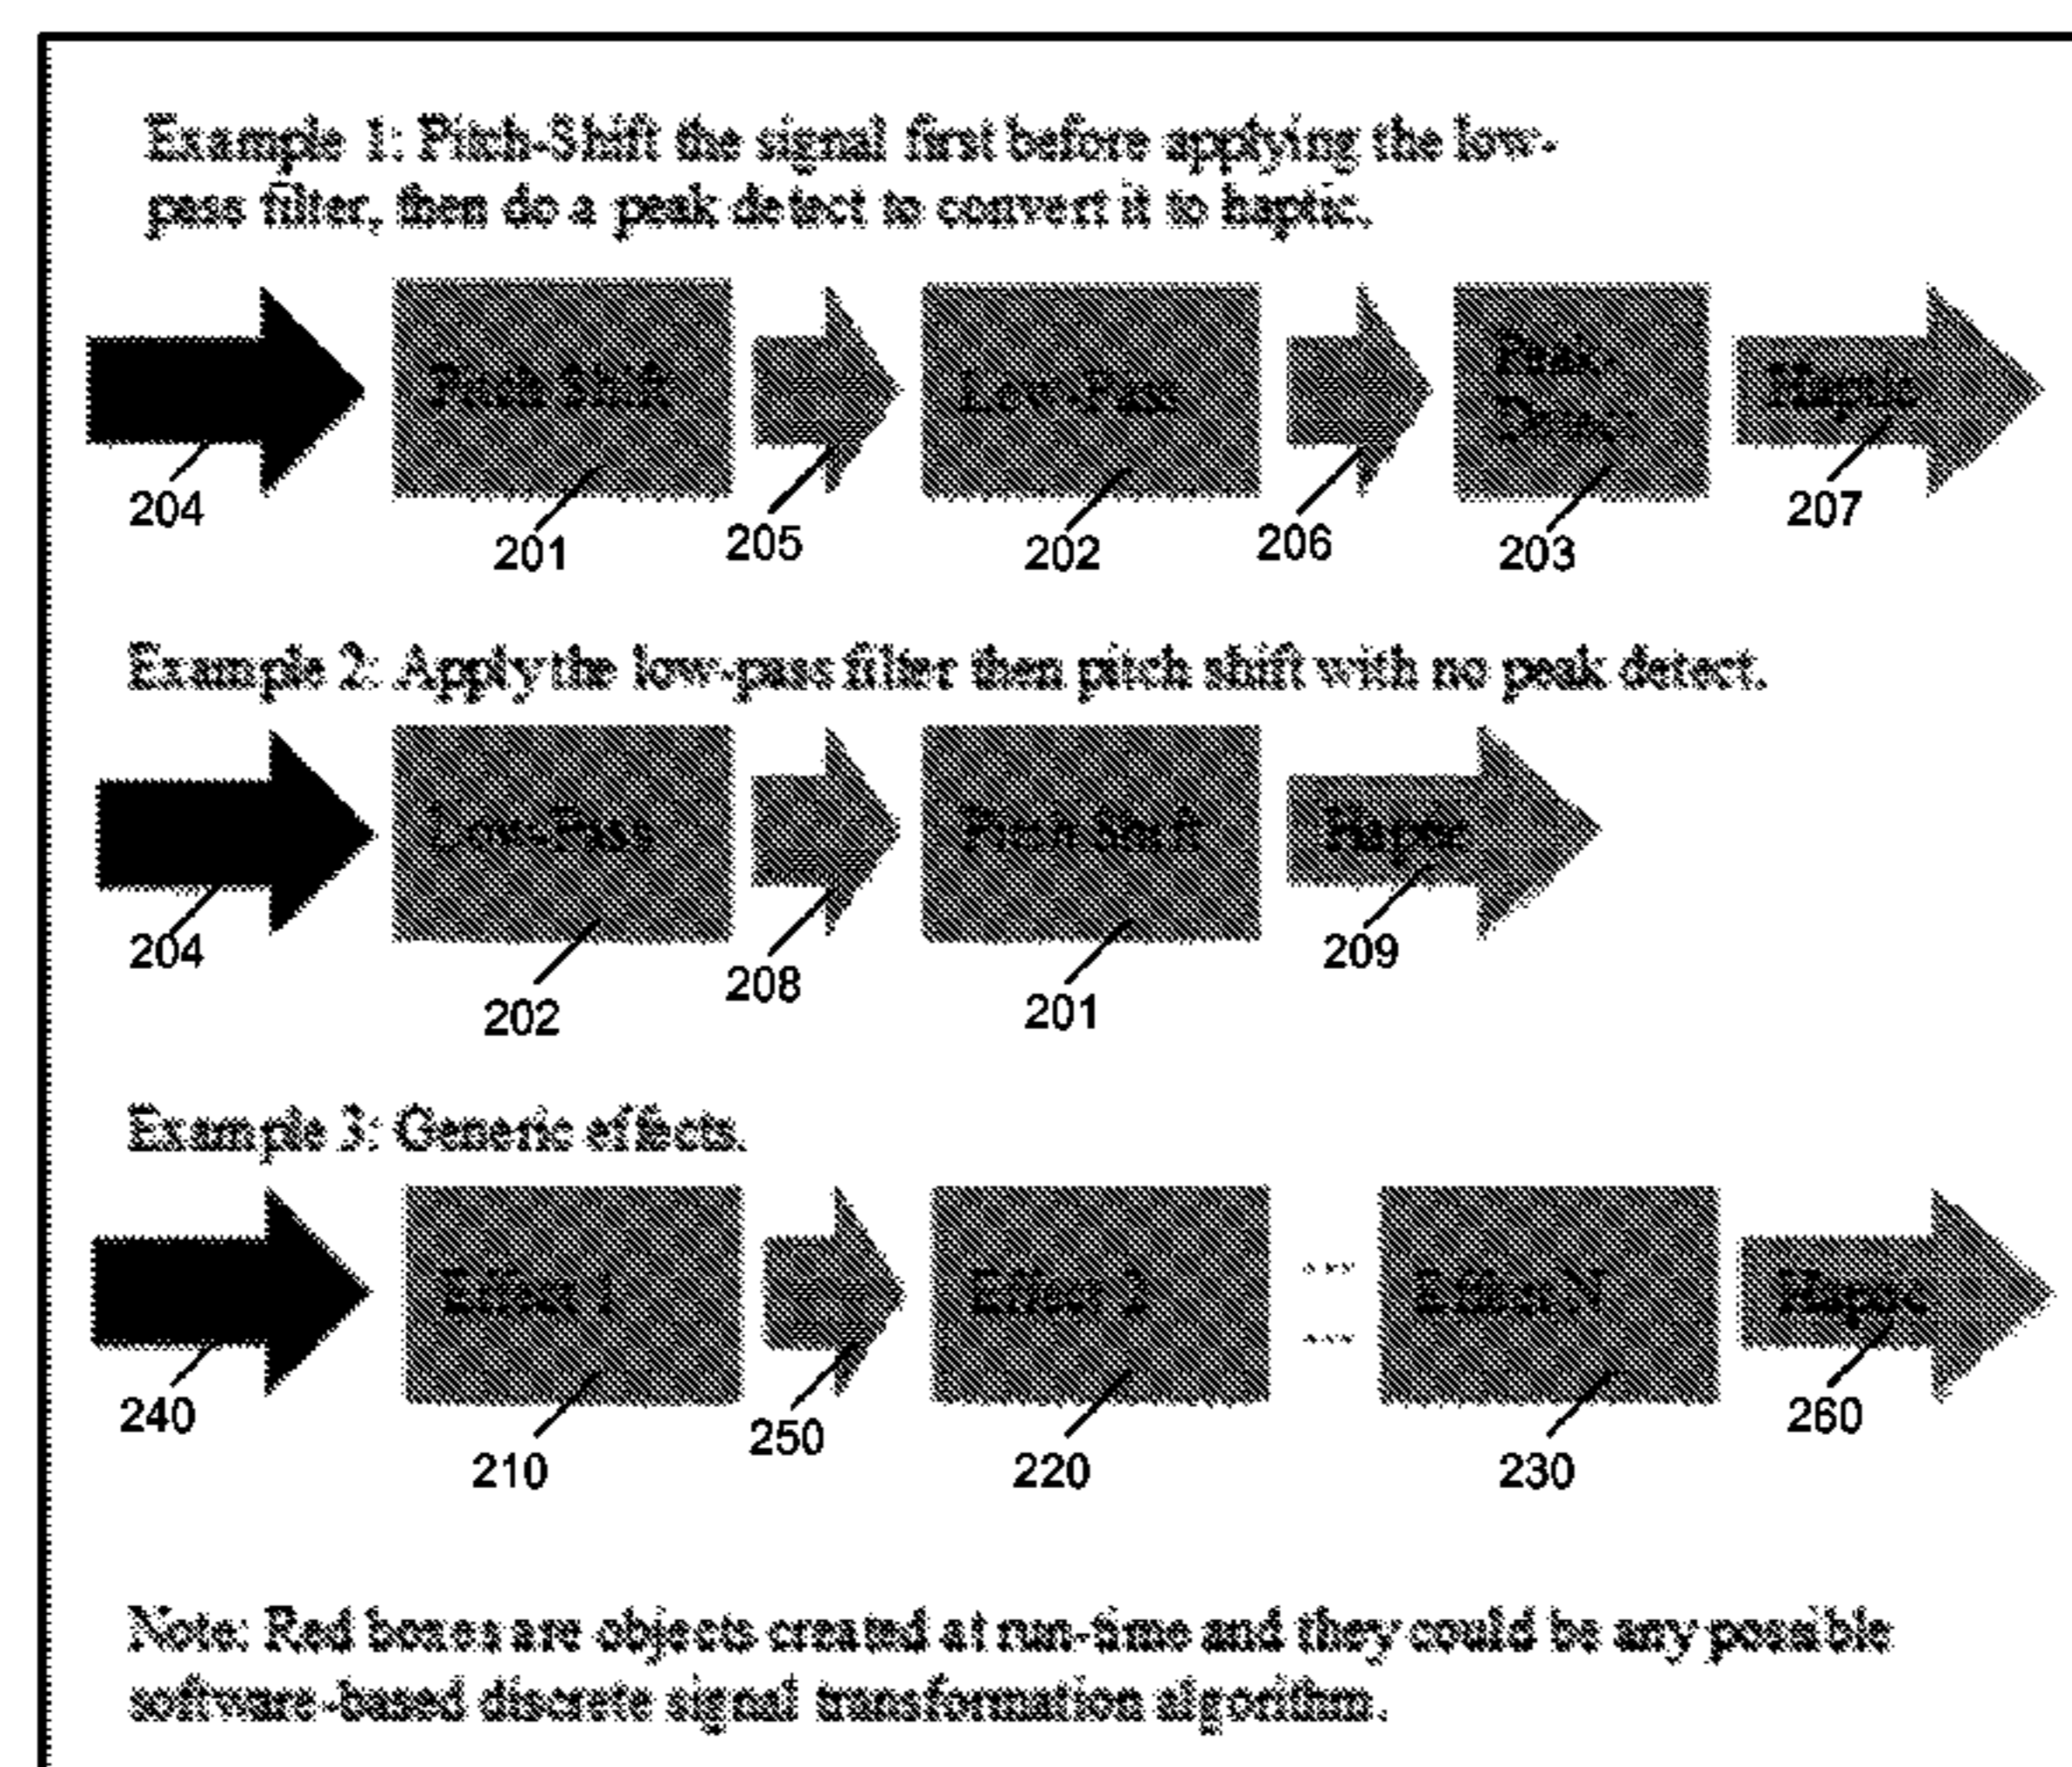 Example 1: Pitch-Shift the signal first before applying the low-
pass filter, then do a peak detect to convert it to haptic.
Pitch Shift
Low-Pass
Peak-
Detect
Haptic
204
201
205
202
206
203
207
Example 2: Apply the low-pass filter then pitch shift with no peak detect.
Low-Pass
Pitch Shift
Haptic
204
202
208
201
209
Example 3: Generic effects.
Effect 1
Effect 2
...
...
Effect N
Haptic
240
210
250
220
230
260
Note: Red boxes are objects created at run-time and they could be any possible
software-based discrete signal transformation algorithm.